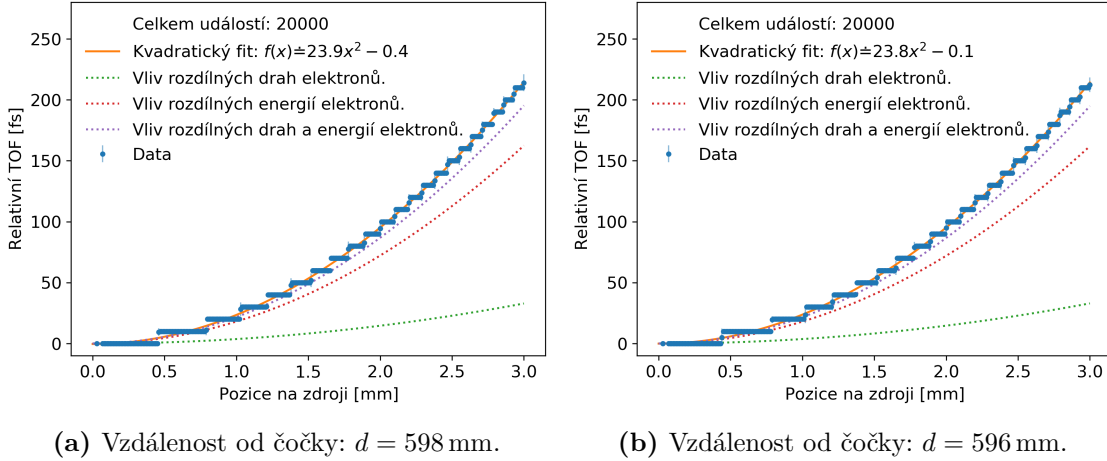 Celkem událostí: 20000
Kvadratický fit: f(x)≐23.9x² − 0.4
Vliv rozdílných drah elektronů.
Vliv rozdílných energií elektronů.
Vliv rozdílných drah a energií elektronů.
Data
Relativní TOF [fs]
250
200
150
100
50
0
0.0 0.5 1.0 1.5 2.0 2.5 3.0
Pozice na zdroji [mm]
(a) Vzdálenost od čočky: d = 598 mm.
Celkem událostí: 20000
Kvadratický fit: f(x)≐23.8x² − 0.1
Vliv rozdílných drah elektronů.
Vliv rozdílných energií elektronů.
Vliv rozdílných drah a energií elektronů.
Data
Relativní TOF [fs]
250
200
150
100
50
0
0.0 0.5 1.0 1.5 2.0 2.5 3.0
Pozice na zdroji [mm]
(b) Vzdálenost od čočky: d = 596 mm.